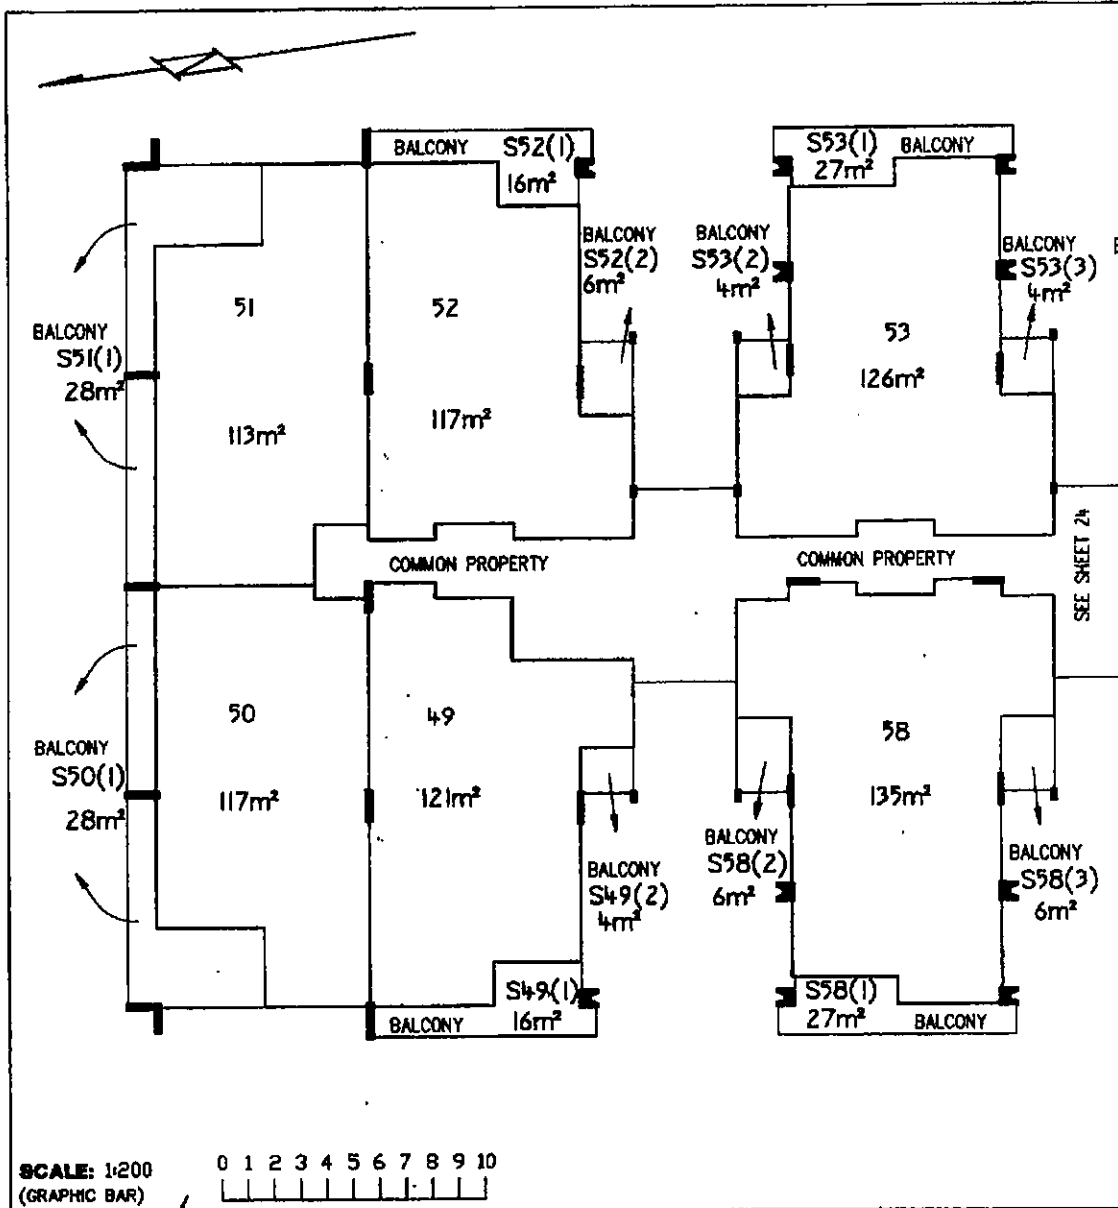 BALCONY
S52(1)
16m²
S53(1)
BALCONY
27m²
BALCONY
S52(2)
6m²
BALCONY
S53(2)
4m²
BALCONY
S53(3)
4m²
51
52
53
126m²
BALCONY
S51(1)
28m²
113m²
117m²
COMMON PROPERTY
COMMON PROPERTY
SEE SHEET 24
50
49
58
BALCONY
S50(1)
28m²
117m²
121m²
135m²
BALCONY
S49(2)
4m²
BALCONY
S58(2)
6m²
BALCONY
S58(3)
6m²
S49(1)
16m²
BALCONY
S58(1)
27m²
BALCONY
SCALE: 1:200
(GRAPHIC BAR)
0 1 2 3 4 5 6 7 8 9 10